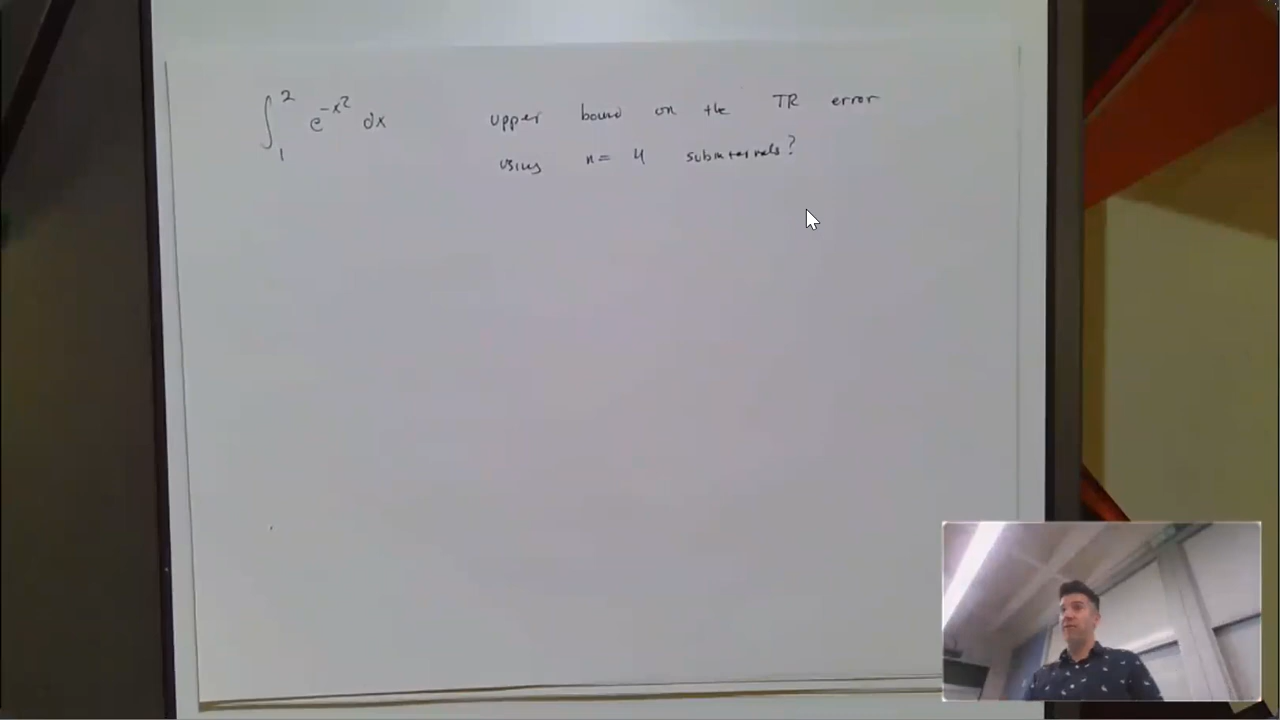 ∫₁² e^{-x²} dx   upper bound on the TR error
using n = 4 subintervals?